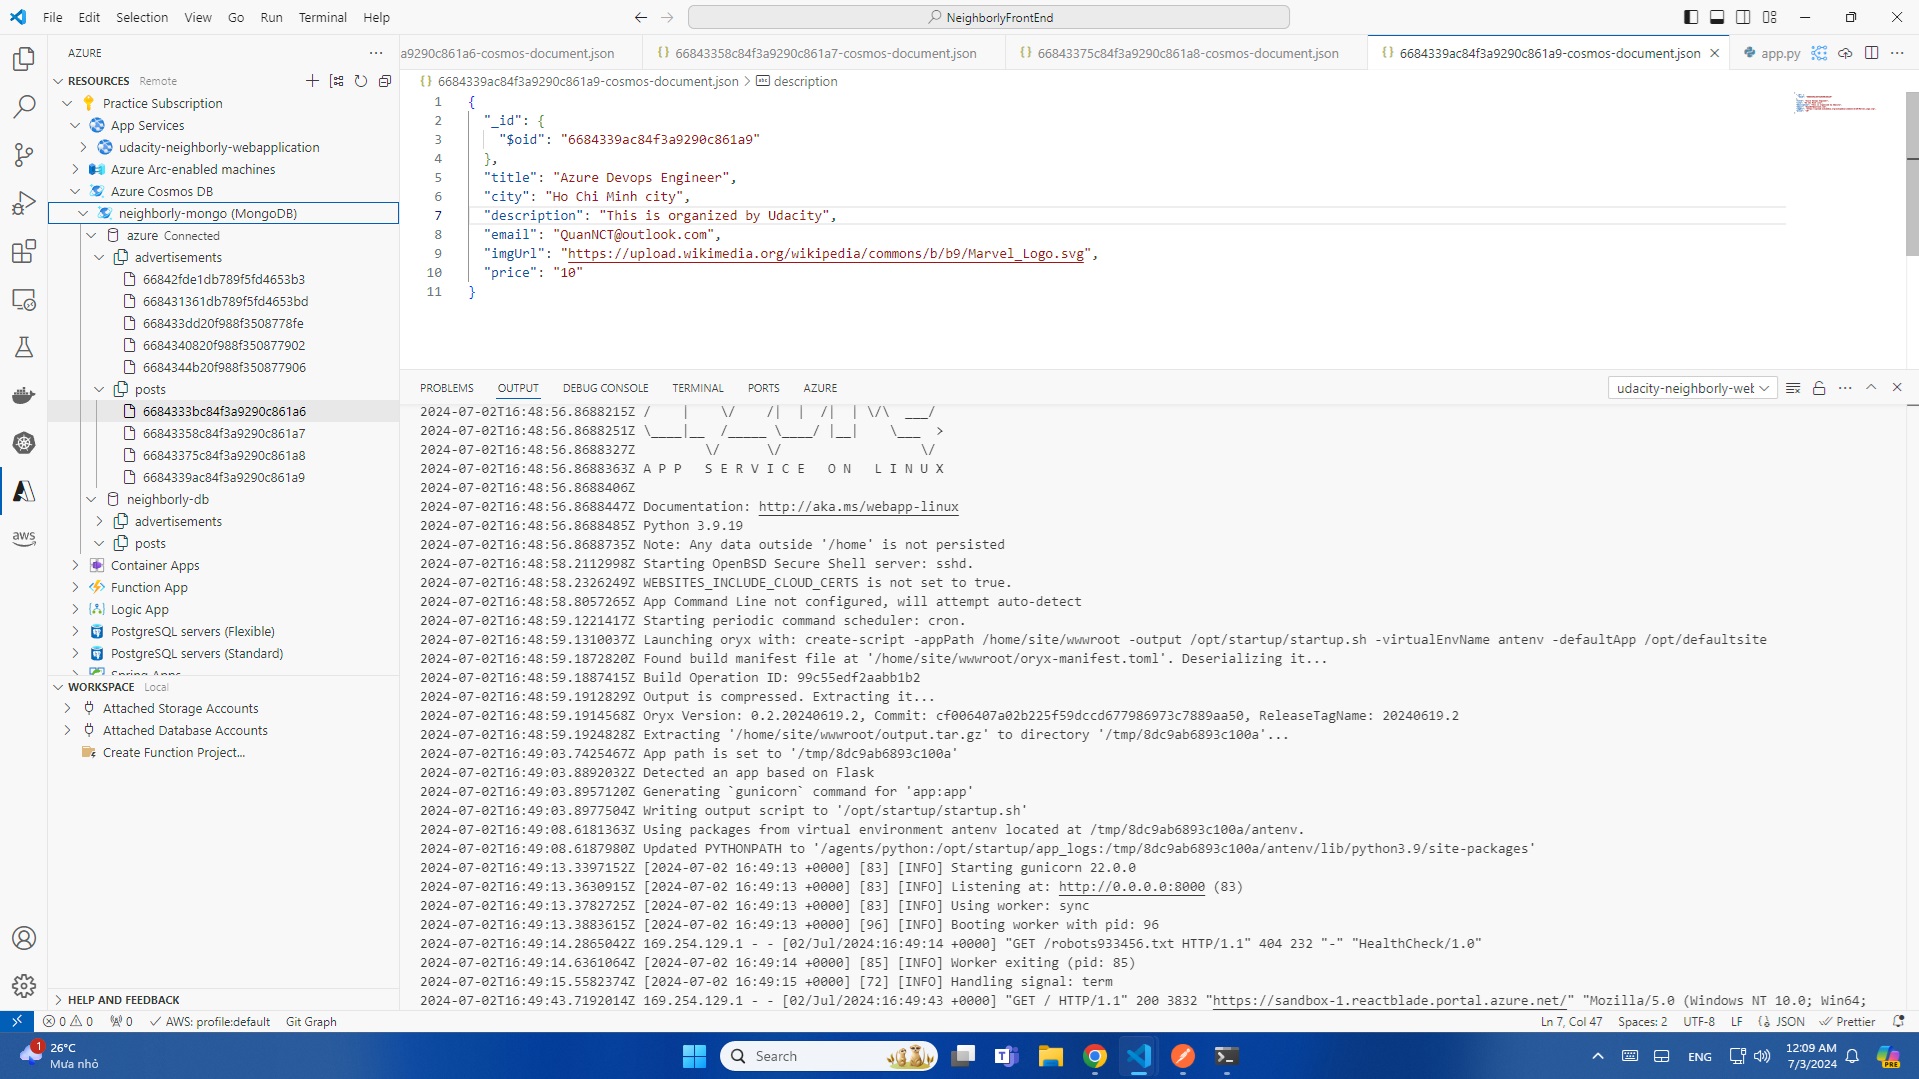 File Edit Selection View Go Run Terminal Help
NeighborlyFrontEnd
AZURE
RESOURCES Remote
Practice Subscription
App Services
udacity-neighborly-webapplication
Azure Arc-enabled machines
Azure Cosmos DB
neighborly-mongo (MongoDB)
azure Connected
advertisements
66842fde1db789f5fd4653b3
668431361db789f5fd4653bd
668433dd20f988f3508778fe
6684340820f988f350877902
6684344b20f988f350877906
posts
6684333bc84f3a9290c861a6
66843358c84f3a9290c861a7
66843375c84f3a9290c861a8
6684339ac84f3a9290c861a9
neighborly-db
advertisements
posts
Container Apps
Function App
Logic App
PostgreSQL servers (Flexible)
PostgreSQL servers (Standard)
Spring Apps
WORKSPACE Local
Attached Storage Accounts
Attached Database Accounts
Create Function Project...
HELP AND FEEDBACK
a9290c861a6-cosmos-document.json 66843358c84f3a9290c861a7-cosmos-document.json 66843375c84f3a9290c861a8-cosmos-document.json 6684339ac84f3a9290c861a9-cosmos-document.json app.py
6684339ac84f3a9290c861a9-cosmos-document.json > description
1 {
2 "_id": {
3 "$oid": "6684339ac84f3a9290c861a9"
4 },
5 "title": "Azure Devops Engineer",
6 "city": "Ho Chi Minh city",
7 "description": "This is organized by Udacity",
8 "email": "QuanNCT@outlook.com",
9 "imgUrl": "https://upload.wikimedia.org/wikipedia/commons/b/b9/Marvel_Logo.svg",
10 "price": "10"
11 }
PROBLEMS OUTPUT DEBUG CONSOLE TERMINAL PORTS AZURE
udacity-neighborly-web
2024-07-02T16:48:56.8688215Z /    |    \/    /|  |  /|  | \/\  ___/
2024-07-02T16:48:56.8688251Z \____|__  /_____ \____/ |__|    \___  >
2024-07-02T16:48:56.8688327Z         \/      \/                  \/
2024-07-02T16:48:56.8688363Z A P P   S E R V I C E   O N   L I N U X
2024-07-02T16:48:56.8688406Z
2024-07-02T16:48:56.8688447Z Documentation: http://aka.ms/webapp-linux
2024-07-02T16:48:56.8688485Z Python 3.9.19
2024-07-02T16:48:56.8688735Z Note: Any data outside '/home' is not persisted
2024-07-02T16:48:58.2112998Z Starting OpenBSD Secure Shell server: sshd.
2024-07-02T16:48:58.2326249Z WEBSITES_INCLUDE_CLOUD_CERTS is not set to true.
2024-07-02T16:48:58.8057265Z App Command Line not configured, will attempt auto-detect
2024-07-02T16:48:59.1221417Z Starting periodic command scheduler: cron.
2024-07-02T16:48:59.1310037Z Launching oryx with: create-script -appPath /home/site/wwwroot -output /opt/startup/startup.sh -virtualEnvName antenv -defaultApp /opt/defaultsite
2024-07-02T16:48:59.1872820Z Found build manifest file at '/home/site/wwwroot/oryx-manifest.toml'. Deserializing it...
2024-07-02T16:48:59.1887415Z Build Operation ID: 99c55edf2aabb1b2
2024-07-02T16:48:59.1912829Z Output is compressed. Extracting it...
2024-07-02T16:48:59.1914568Z Oryx Version: 0.2.20240619.2, Commit: cf006407a02b225f59dccd677986973c7889aa50, ReleaseTagName: 20240619.2
2024-07-02T16:48:59.1924828Z Extracting '/home/site/wwwroot/output.tar.gz' to directory '/tmp/8dc9ab6893c100a'...
2024-07-02T16:49:03.7425467Z App path is set to '/tmp/8dc9ab6893c100a'
2024-07-02T16:49:03.8892032Z Detected an app based on Flask
2024-07-02T16:49:03.8957120Z Generating `gunicorn` command for 'app:app'
2024-07-02T16:49:03.8977504Z Writing output script to '/opt/startup/startup.sh'
2024-07-02T16:49:08.6181363Z Using packages from virtual environment antenv located at /tmp/8dc9ab6893c100a/antenv.
2024-07-02T16:49:08.6187980Z Updated PYTHONPATH to '/agents/python:/opt/startup/app_logs:/tmp/8dc9ab6893c100a/antenv/lib/python3.9/site-packages'
2024-07-02T16:49:13.3397152Z [2024-07-02 16:49:13 +0000] [83] [INFO] Starting gunicorn 22.0.0
2024-07-02T16:49:13.3630915Z [2024-07-02 16:49:13 +0000] [83] [INFO] Listening at: http://0.0.0.0:8000 (83)
2024-07-02T16:49:13.3782725Z [2024-07-02 16:49:13 +0000] [83] [INFO] Using worker: sync
2024-07-02T16:49:13.3883615Z [2024-07-02 16:49:13 +0000] [96] [INFO] Booting worker with pid: 96
2024-07-02T16:49:14.2865042Z 169.254.129.1 - - [02/Jul/2024:16:49:14 +0000] "GET /robots933456.txt HTTP/1.1" 404 232 "-" "HealthCheck/1.0"
2024-07-02T16:49:14.6361064Z [2024-07-02 16:49:14 +0000] [85] [INFO] Worker exiting (pid: 85)
2024-07-02T16:49:15.5582374Z [2024-07-02 16:49:15 +0000] [72] [INFO] Handling signal: term
2024-07-02T16:49:43.7192014Z 169.254.129.1 - - [02/Jul/2024:16:49:43 +0000] "GET / HTTP/1.1" 200 3832 "https://sandbox-1.reactblade.portal.azure.net/" "Mozilla/5.0 (Windows NT 10.0; Win64;
0 0 0 AWS: profile:default Git Graph Ln 7, Col 47 Spaces: 2 UTF-8 LF JSON Prettier
1 26°C
Mưa nhỏ
Search
ENG
12:09 AM
7/3/2024
PRE
aws